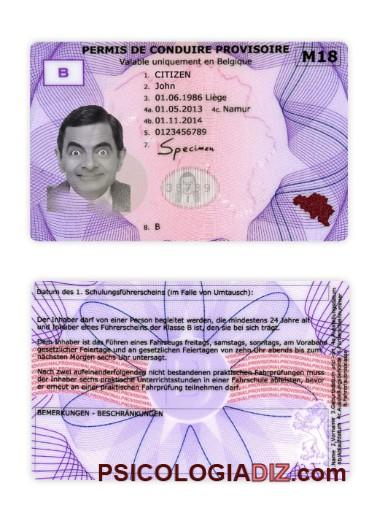 PERMIS DE CONDUIRE PROVISOIRE
Valable uniquement en Belgique
M18
B
1. CITIZEN
2. John
3. 01.06.1986 Liège
4a. 01.05.2013 4c. Namur
4b. 01.11.2014
5. 0123456789
7. Specimen
8. B
Datum des 1. Schulungsführerscheins (im Falle von Umtausch):
Der Inhaber darf von einer Person begleitet werden, die mindestens 24 Jahre alt
und Inhaber eines Führerscheins der Klasse B ist, den sie bei sich trägt.
Dem Inhaber ist das Führen eines Fahrzeugs freitags, samstags, sonntags, am Vorabend
gesetzlicher Feiertage und an gesetzlichen Feiertagen von zehn Uhr abends bis zum
nächsten Morgen sechs Uhr untersagt.
Nach zwei aufeinanderfolgenden nicht bestandenen praktischen Fahrprüfungen muss
der Inhaber sechs praktische Unterrichtsstunden in einer Fahrschule ableisten, bevor
er erneut an einer praktischen Fahrprüfung teilnehmen darf.
BEMERKUNGEN - BESCHRÄNKUNGEN
PSICOLOGIADIZ.com